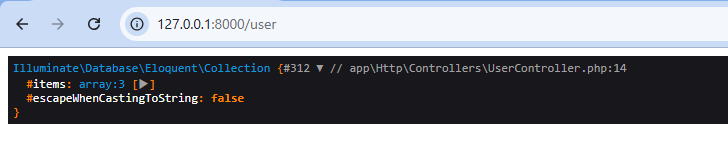 127.0.0.1:8000/user
Illuminate\Database\Eloquent\Collection {#312 ▼ // app\Http\Controllers\UserController.php:14
#items: array:3 [▶]
#escapeWhenCastingToString: false
}